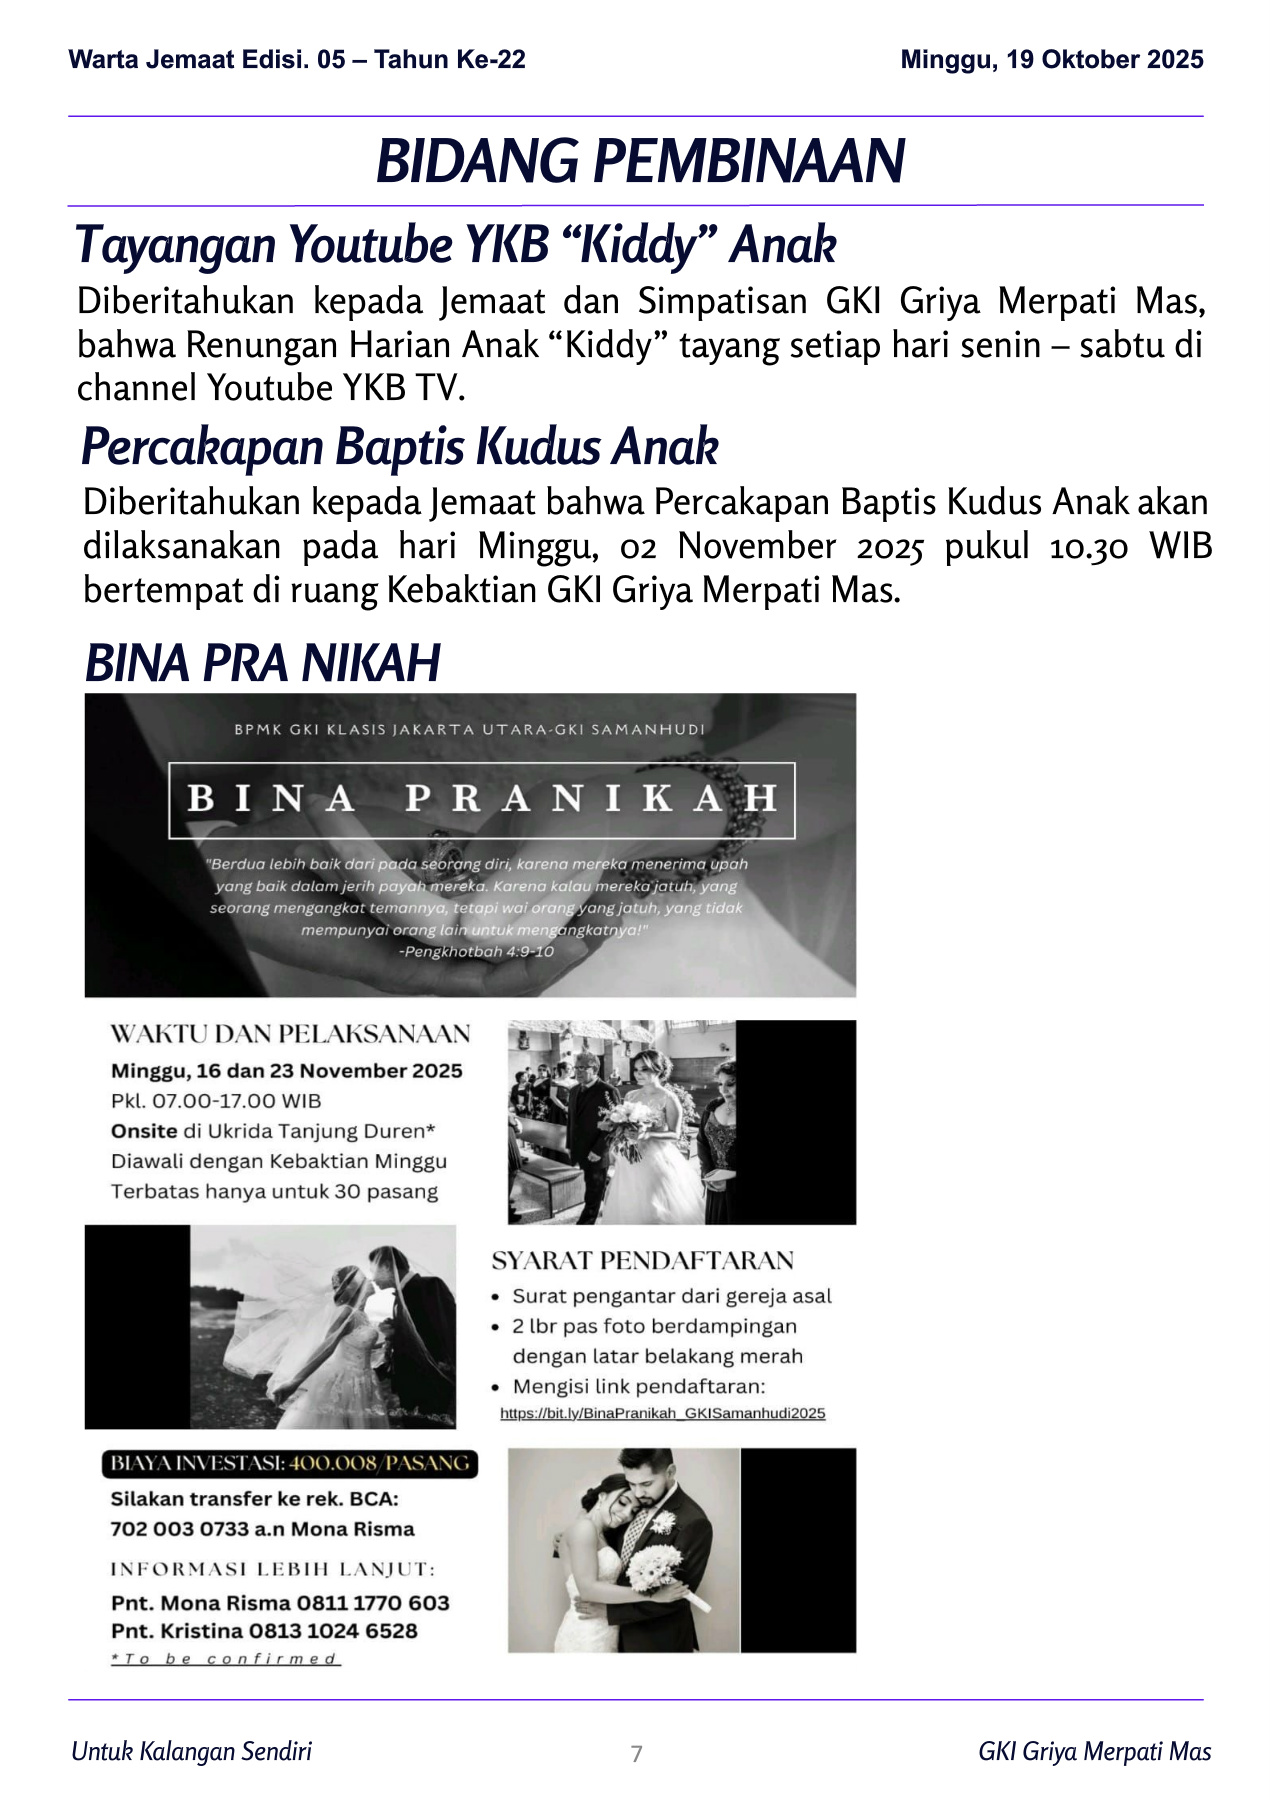 Warta Jemaat Edisi. 05 – Tahun Ke-22
Minggu, 19 Oktober 2025
BIDANG PEMBINAAN
Tayangan Youtube YKB “Kiddy” Anak
Diberitahukan kepada Jemaat dan Simpatisan GKI Griya Merpati Mas,
bahwa Renungan Harian Anak “Kiddy” tayang setiap hari senin – sabtu di
channel Youtube YKB TV.
Percakapan Baptis Kudus Anak
Diberitahukan kepada Jemaat bahwa Percakapan Baptis Kudus Anak akan
dilaksanakan pada hari Minggu, 02 November 2025 pukul 10.30 WIB
bertempat di ruang Kebaktian GKI Griya Merpati Mas.
BINA PRA NIKAH
BPMK GKI KLASIS JAKARTA UTARA-GKI SAMANHUDI
BINA PRANIKAH
"Berdua lebih baik dari pada seorang diri, karena mereka menerima upah
yang baik dalam jerih payah mereka. Karena kalau mereka jatuh, yang
seorang mengangkat temannya, tetapi wai orang yang jatuh, yang tidak
mempunyai orang lain untuk mengangkatnya!"
-Pengkhotbah 4:9-10
WAKTU DAN PELAKSANAAN
Minggu, 16 dan 23 November 2025
Pkl. 07.00-17.00 WIB
Onsite di Ukrida Tanjung Duren*
Diawali dengan Kebaktian Minggu
Terbatas hanya untuk 30 pasang
SYARAT PENDAFTARAN
• Surat pengantar dari gereja asal
• 2 lbr pas foto berdampingan
dengan latar belakang merah
• Mengisi link pendaftaran:
https://bit.ly/BinaPranikah_GKISamanhudi2025
BIAYA INVESTASI: 400.008/PASANG
Silakan transfer ke rek. BCA:
702 003 0733 a.n Mona Risma
INFORMASI LEBIH LANJUT:
Pnt. Mona Risma 0811 1770 603
Pnt. Kristina 0813 1024 6528
*To be confirmed
Untuk Kalangan Sendiri
7
GKI Griya Merpati Mas